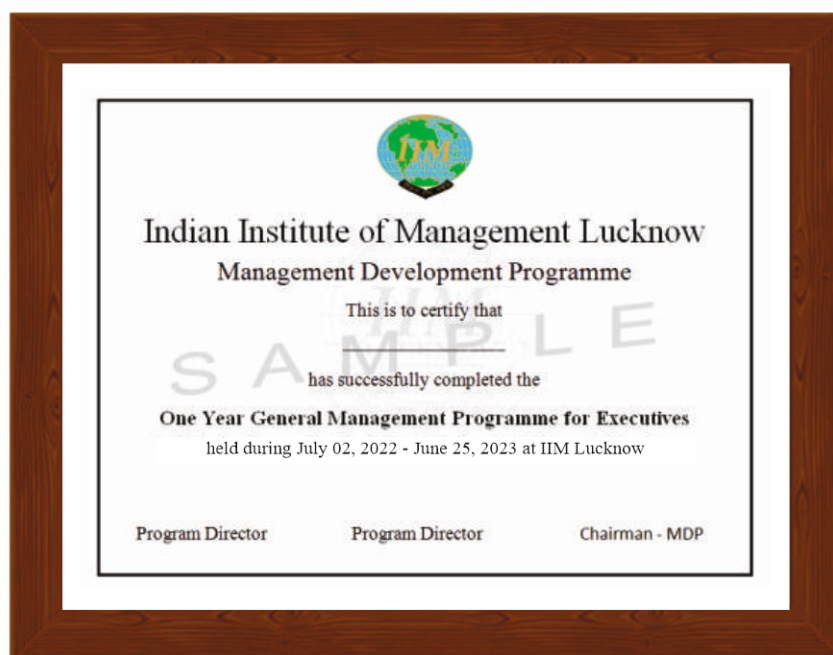 IIM
Indian Institute of Management Lucknow
Management Development Programme
This is to certify that
SAMPLE
has successfully completed the
One Year General Management Programme for Executives
held during July 02, 2022 - June 25, 2023 at IIM Lucknow
Program Director Program Director Chairman - MDP